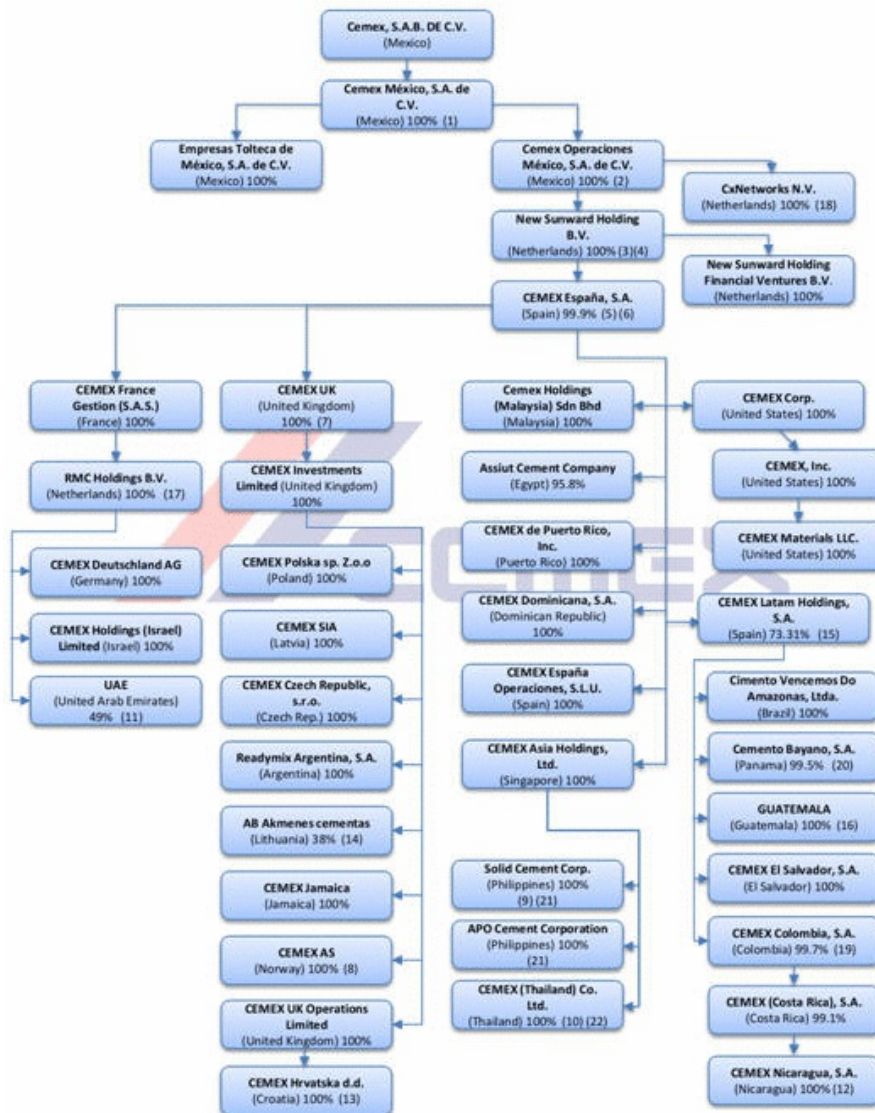 Cemex, S.A.B. DE C.V.
(Mexico)
Cemex México, S.A. de
C.V.
(Mexico) 100% (1)
Empresas Tolteca de
México, S.A. de C.V.
(Mexico) 100%
Cemex Operaciones
México, S.A. de C.V.
(Mexico) 100% (2)
CxNetworks N.V.
(Netherlands) 100% (18)
New Sunward Holding
B.V.
(Netherlands) 100% (3)(4)
New Sunward Holding
Financial Ventures B.V.
(Netherlands) 100%
CEMEX España, S.A.
(Spain) 99.9% (5) (6)
CEMEX France
Gestion (S.A.S.)
(France) 100%
RMC Holdings B.V.
(Netherlands) 100% (17)
CEMEX Deutschland AG
(Germany) 100%
CEMEX Holdings (Israel)
Limited (Israel) 100%
UAE
(United Arab Emirates)
49% (11)
CEMEX UK
(United Kingdom)
100% (7)
CEMEX Investments
Limited (United Kingdom)
100%
CEMEX Polska sp. Z.o.o
(Poland) 100%
CEMEX SIA
(Latvia) 100%
CEMEX Czech Republic,
s.r.o.
(Czech Rep.) 100%
Readymix Argentina, S.A.
(Argentina) 100%
AB Akmenes cementas
(Lithuania) 38% (14)
CEMEX Jamaica
(Jamaica) 100%
CEMEX AS
(Norway) 100% (8)
CEMEX UK Operations
Limited
(United Kingdom) 100%
CEMEX Hrvatska d.d.
(Croatia) 100% (13)
Cemex Holdings
(Malaysia) Sdn Bhd
(Malaysia) 100%
Assiut Cement Company
(Egypt) 95.8%
CEMEX de Puerto Rico,
Inc.
(Puerto Rico) 100%
CEMEX Dominicana, S.A.
(Dominican Republic)
100%
CEMEX España
Operaciones, S.L.U.
(Spain) 100%
CEMEX Asia Holdings,
Ltd.
(Singapore) 100%
Solid Cement Corp.
(Philippines) 100%
(9) (21)
APO Cement Corporation
(Philippines) 100%
(21)
CEMEX (Thailand) Co.
Ltd.
(Thailand) 100% (10) (22)
CEMEX Corp.
(United States) 100%
CEMEX, Inc.
(United States) 100%
CEMEX Materials LLC.
(United States) 100%
CEMEX Latam Holdings,
S.A.
(Spain) 73.31% (15)
Cimento Vencemos Do
Amazonas, Ltda.
(Brazil) 100%
Cemento Bayano, S.A.
(Panama) 99.5% (20)
GUATEMALA
(Guatemala) 100% (16)
CEMEX El Salvador, S.A.
(El Salvador) 100%
CEMEX Colombia, S.A.
(Colombia) 99.7% (19)
CEMEX (Costa Rica), S.A.
(Costa Rica) 99.1%
CEMEX Nicaragua, S.A.
(Nicaragua) 100% (12)
CEMEX